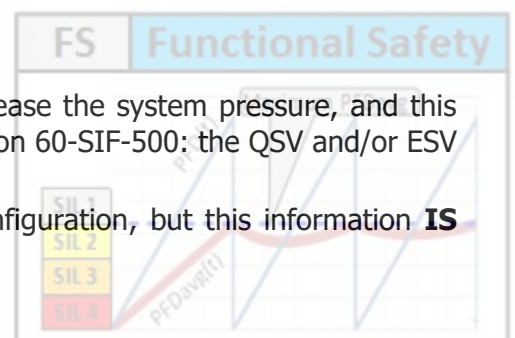 FS Functional Safety
ease the system pressure, and this
on 60-SIF-500: the QSV and/or ESV
nfiguration, but this information IS
SIL 1
SIL 2
SIL 3
SIL 4
PFD(t)
PFDavg(t)